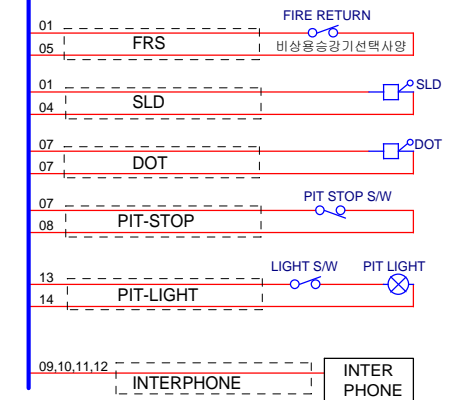 FIRE RETURN
01
FRS
05
비상용승강기선택사양
01
SLD
SLD
04
07
DOT
DOT
07
PIT STOP S/W
07
PIT-STOP
08
LIGHT S/W PIT LIGHT
13
PIT-LIGHT
14
09,10,11,12
INTERPHONE
INTER
PHONE